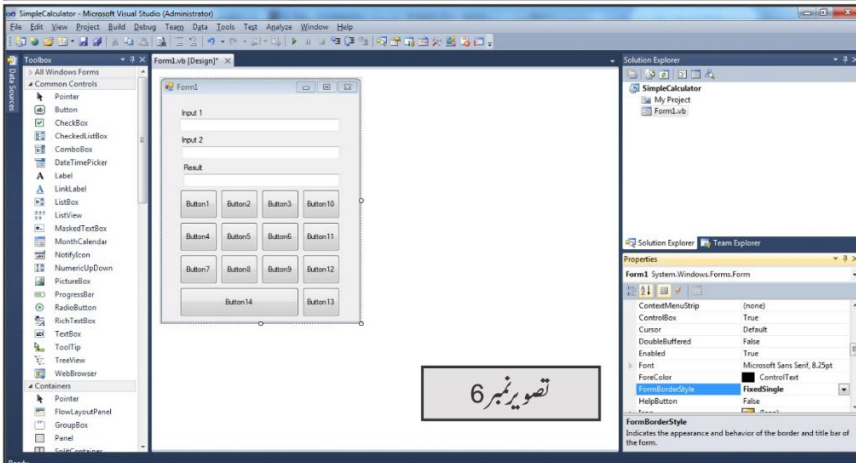 SimpleCalculator - Microsoft Visual Studio (Administrator)
File Edit View Project Build Debug Team Data Tools Test Analyze Window Help
Data Sources
Toolbox
All Windows Forms
Common Controls
Pointer
Button
CheckBox
CheckedListBox
ComboBox
DateTimePicker
Label
LinkLabel
ListBox
ListView
MaskedTextBox
MonthCalendar
NotifyIcon
NumericUpDown
PictureBox
ProgressBar
RadioButton
RichTextBox
TextBox
ToolTip
TreeView
WebBrowser
Containers
Pointer
FlowLayoutPanel
GroupBox
Panel
SplitContainer
Form1.vb [Design]*
Form1
Input 1
Input 2
Result
Button1 Button2 Button3 Button10
Button4 Button5 Button6 Button11
Button7 Button8 Button9 Button12
Button14 Button13
تصویر نمبر 6
Solution Explorer
SimpleCalculator
My Project
Form1.vb
Solution Explorer Team Explorer
Properties
Form1 System.Windows.Forms.Form
ContextMenuStrip (none)
ControlBox True
Cursor Default
DoubleBuffered False
Enabled True
Font Microsoft Sans Serif, 8.25pt
ForeColor ControlText
FormBorderStyle FixedSingle
HelpButton False
FormBorderStyle
Indicates the appearance and behavior of the border and title bar of
the form.